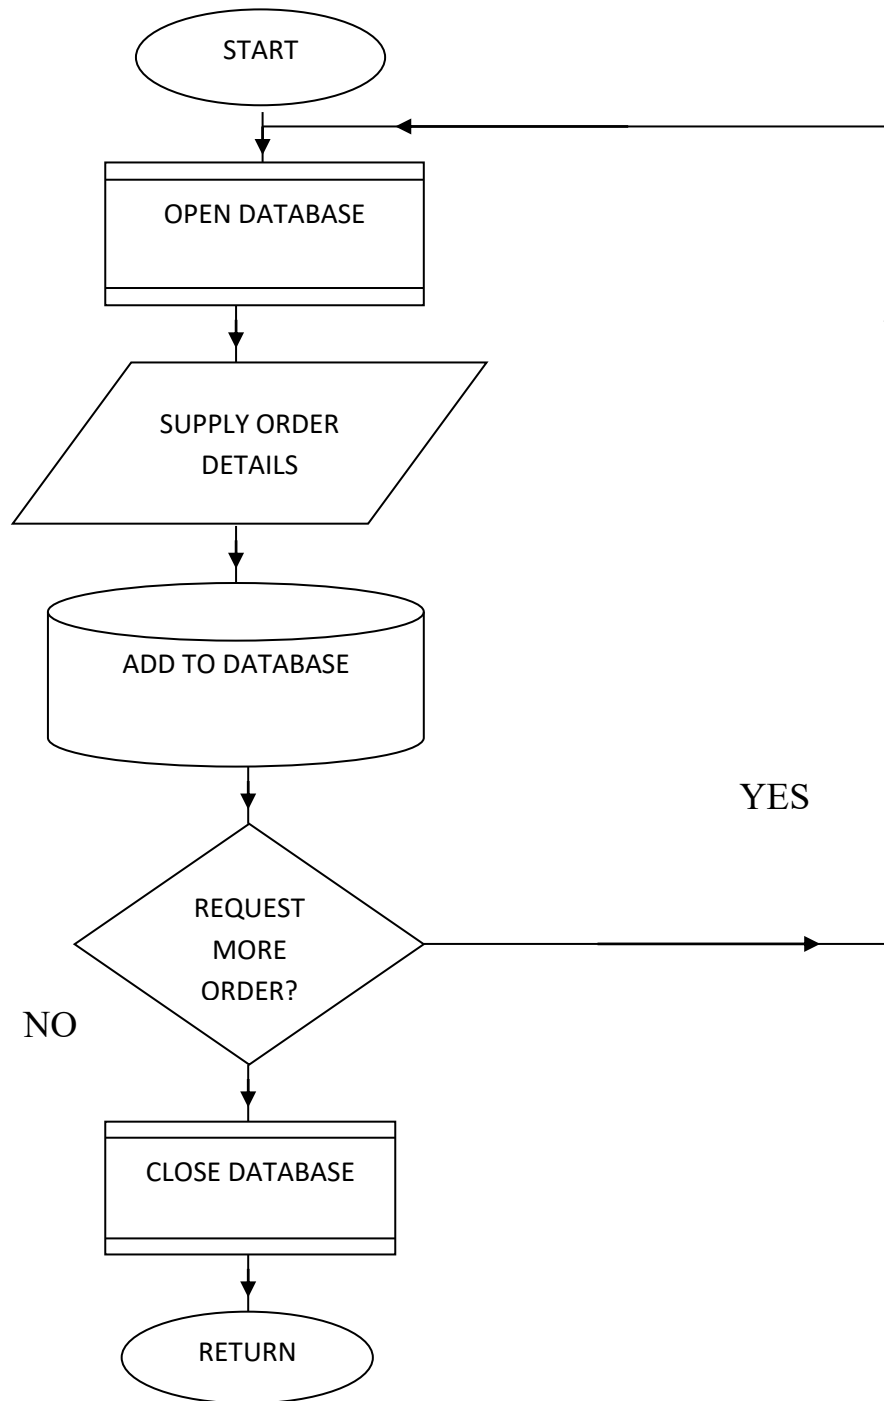 START
OPEN DATABASE
SUPPLY ORDER
DETAILS
ADD TO DATABASE
YES
REQUEST
MORE
ORDER?
NO
CLOSE DATABASE
RETURN